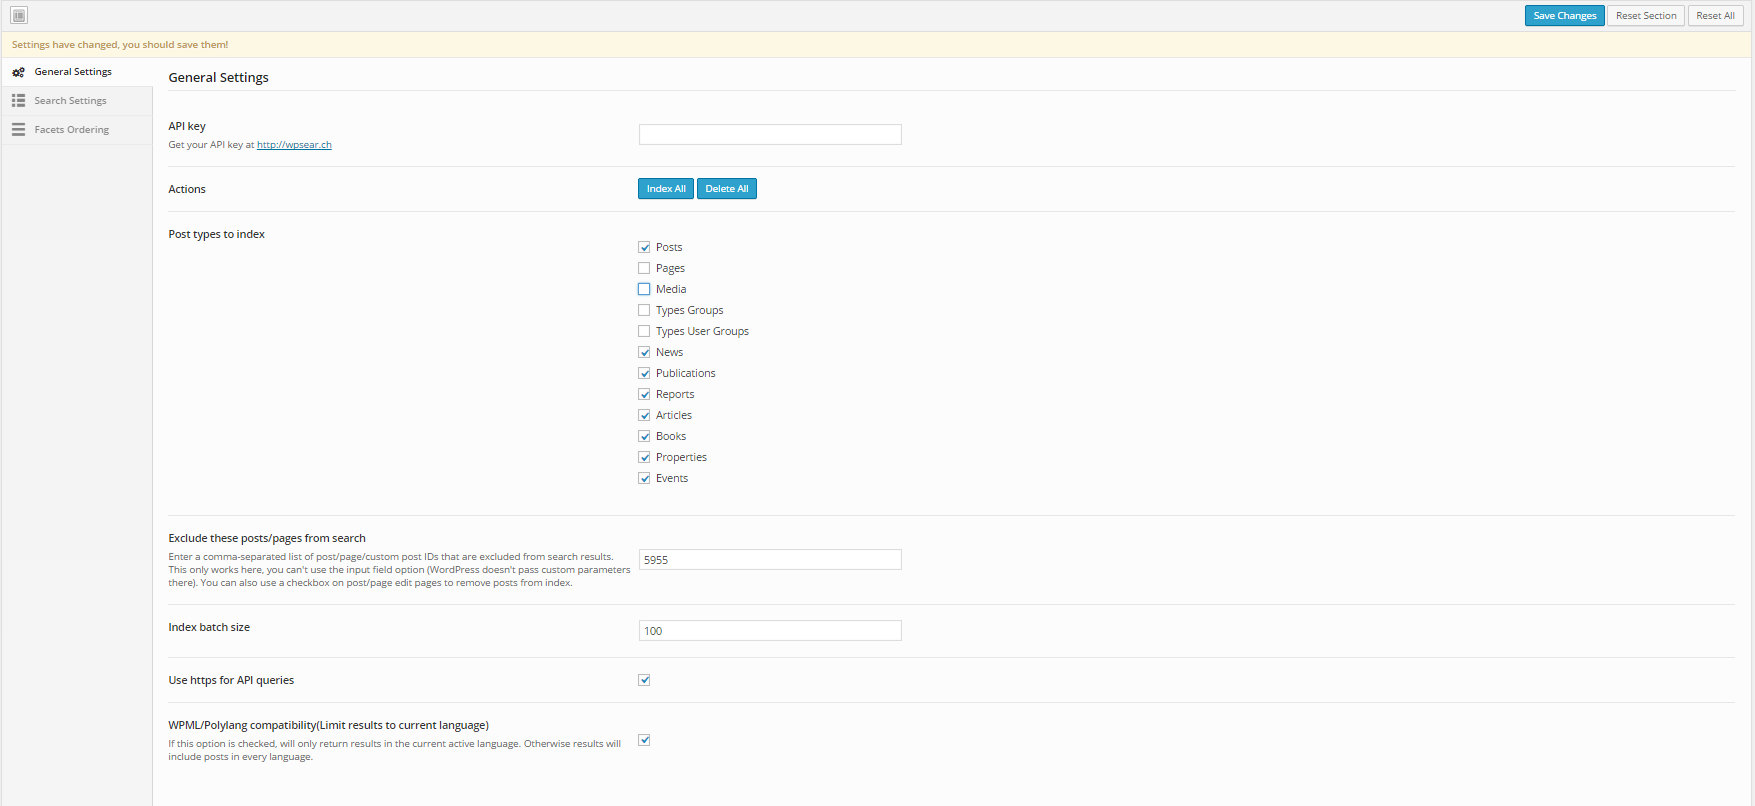 Save Changes
Reset Section
Reset All
Settings have changed, you should save them!
General Settings
Search Settings
Facets Ordering
General Settings
API key
Get your API key at http://wpsear.ch
Actions
Index All
Delete All
Post types to index
Posts
Pages
Media
Types Groups
Types User Groups
News
Publications
Reports
Articles
Books
Properties
Events
Exclude these posts/pages from search
Enter a comma-separated list of post/page/custom post IDs that are excluded from search results.
This only works here, you can't use the input field option (WordPress doesn't pass custom parameters
there). You can also use a checkbox on post/page edit pages to remove posts from index.
5955
Index batch size
100
Use https for API queries
WPML/Polylang compatibility(Limit results to current language)
If this option is checked, will only return results in the current active language. Otherwise results will
include posts in every language.